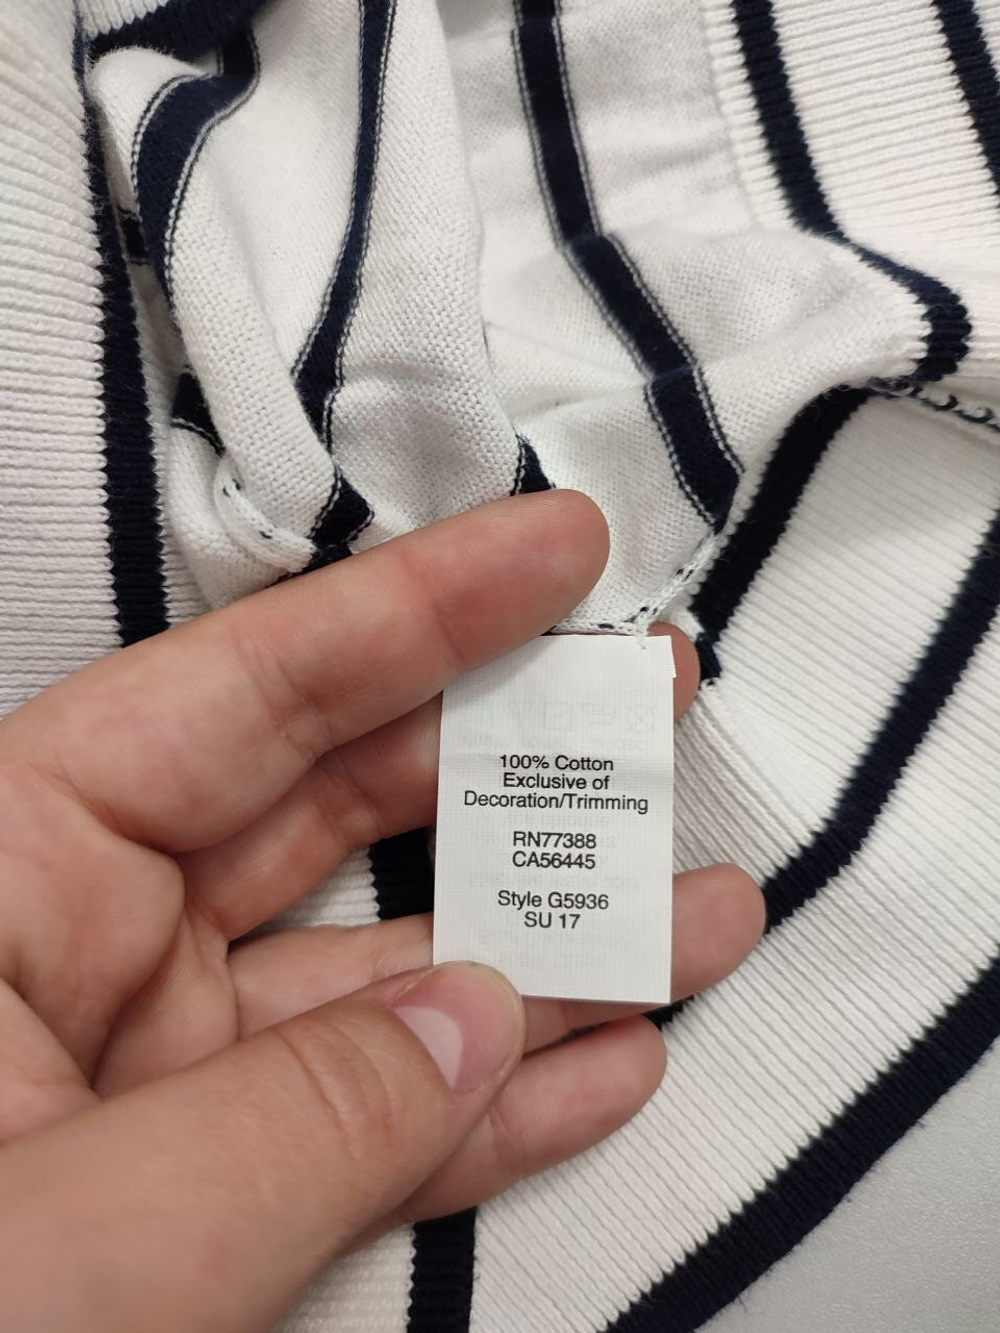 100% Cotton
Exclusive of
Decoration/Trimming
RN77388
CA56445
Style G5936
SU 17